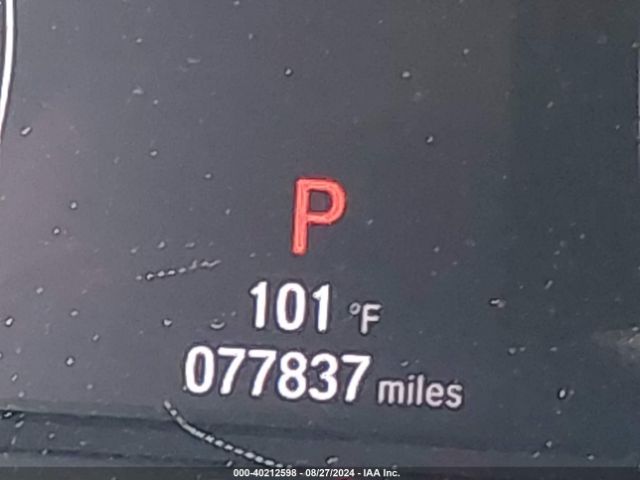 P
101 °F
077837 miles
000-40212598 - 08/27/2024 - IAA Inc.